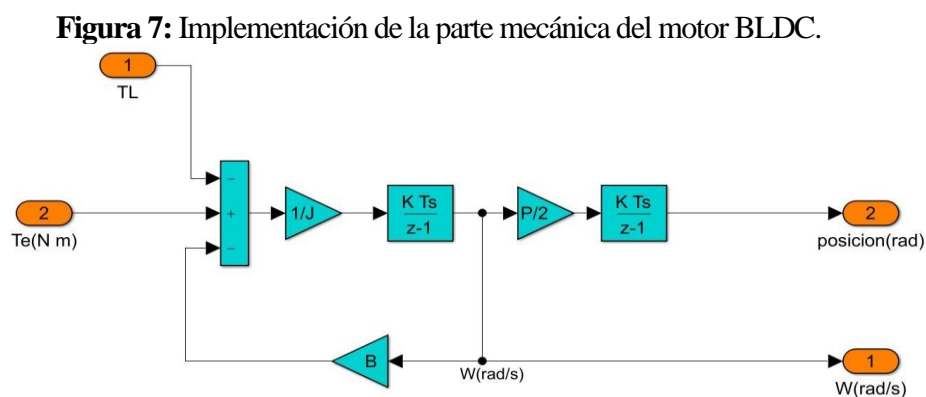 Figura 7: Implementación de la parte mecánica del motor BLDC.
1
TL
−
+
−
2
Te(N m)
1/J
K Ts
z-1
P/2
K Ts
z-1
2
posicion(rad)
B
W(rad/s)
1
W(rad/s)